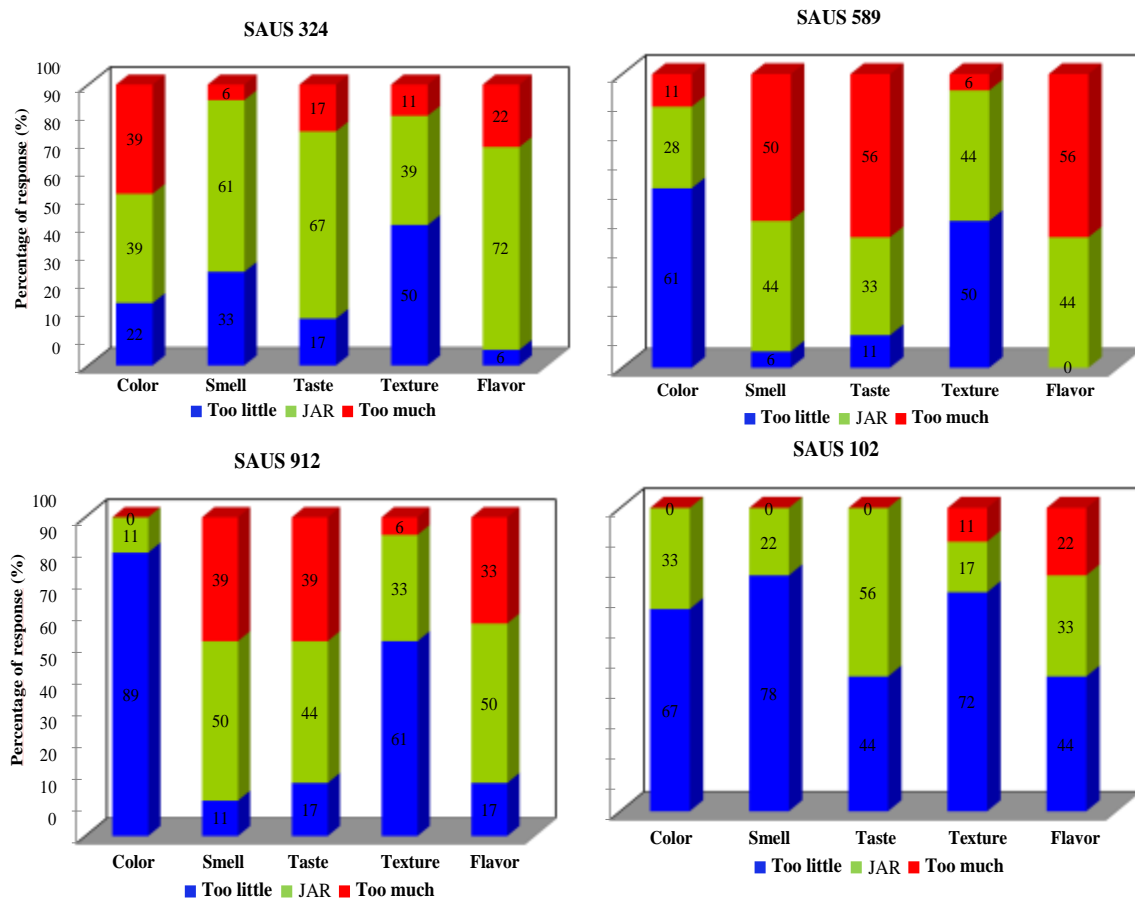 SAUS 324
Percentage of response (%)
100
90
80
70
60
50
40
30
20
10
0
39 6 17 11 22
39 61 67 39 72
22 33 17 50 6
Color Smell Taste Texture Flavor
Too little JAR Too much
SAUS 589
11 50 56 6 56
28 44 33 44 44
61 6 11 50 0
Color Smell Taste Texture Flavor
Too little JAR Too much
SAUS 912
Percentage of response (%)
100
90
80
70
60
50
40
30
20
10
0
0 39 39 6 33
11 50 44 33 50
89 11 17 61 17
Color Smell Taste Texture Flavor
Too little JAR Too much
SAUS 102
0 0 0 11 22
33 22 56 17 33
67 78 44 72 44
Color Smell Taste Texture Flavor
Too little JAR Too much